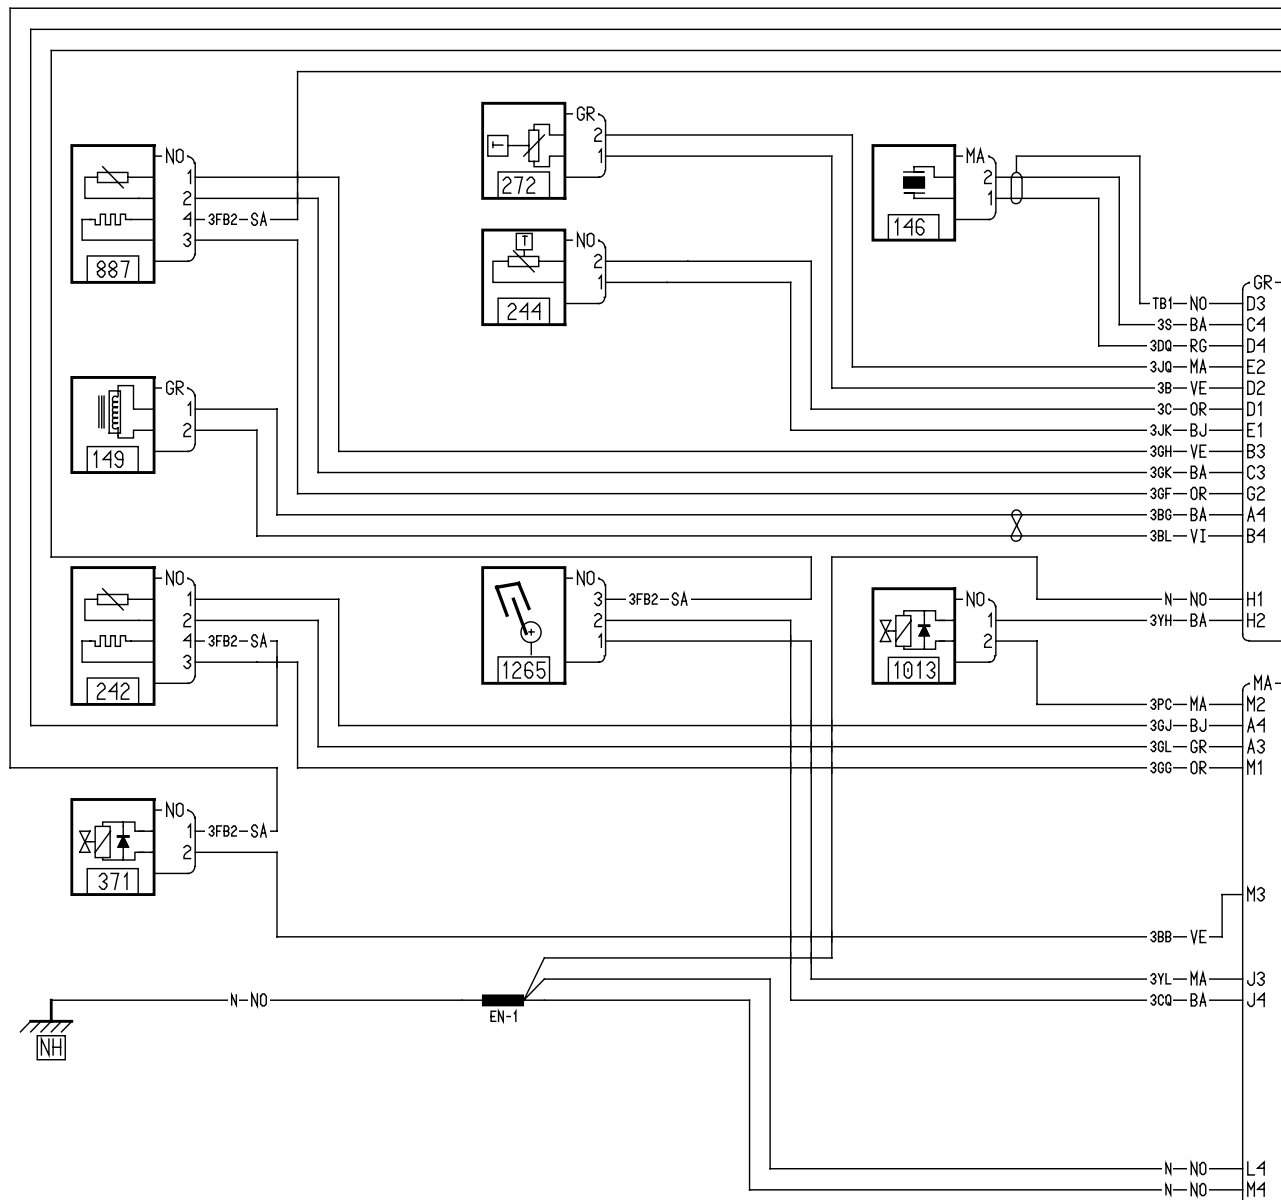 GR
2
1
272
NO
1
2
4 3FB2-SA
3
887
MA
2
1
146
NO
2
1
244
T
T
GR
D3
TB1 NO
3S BA C4
3DQ RG D4
3JQ MA E2
3B VE D2
3C OR D1
3JK BJ E1
3GH VE B3
3GK BA C3
3GF OR G2
3BG BA A4
3BL VI B4
GR
1
2
149
NO
1
2
4 3FB2-SA
3
242
NO
3 3FB2-SA
2
1
1265
NO
1
2
1013
N NO H1
3YH BA H2
MA
3PC MA M2
3GJ BJ A4
3GL GR A3
3GG OR M1
NO
1 3FB2-SA
2
371
M3
3BB VE
3YL MA J3
3CQ BA J4
N-NO
EN-1
NH
N NO L4
N NO M4